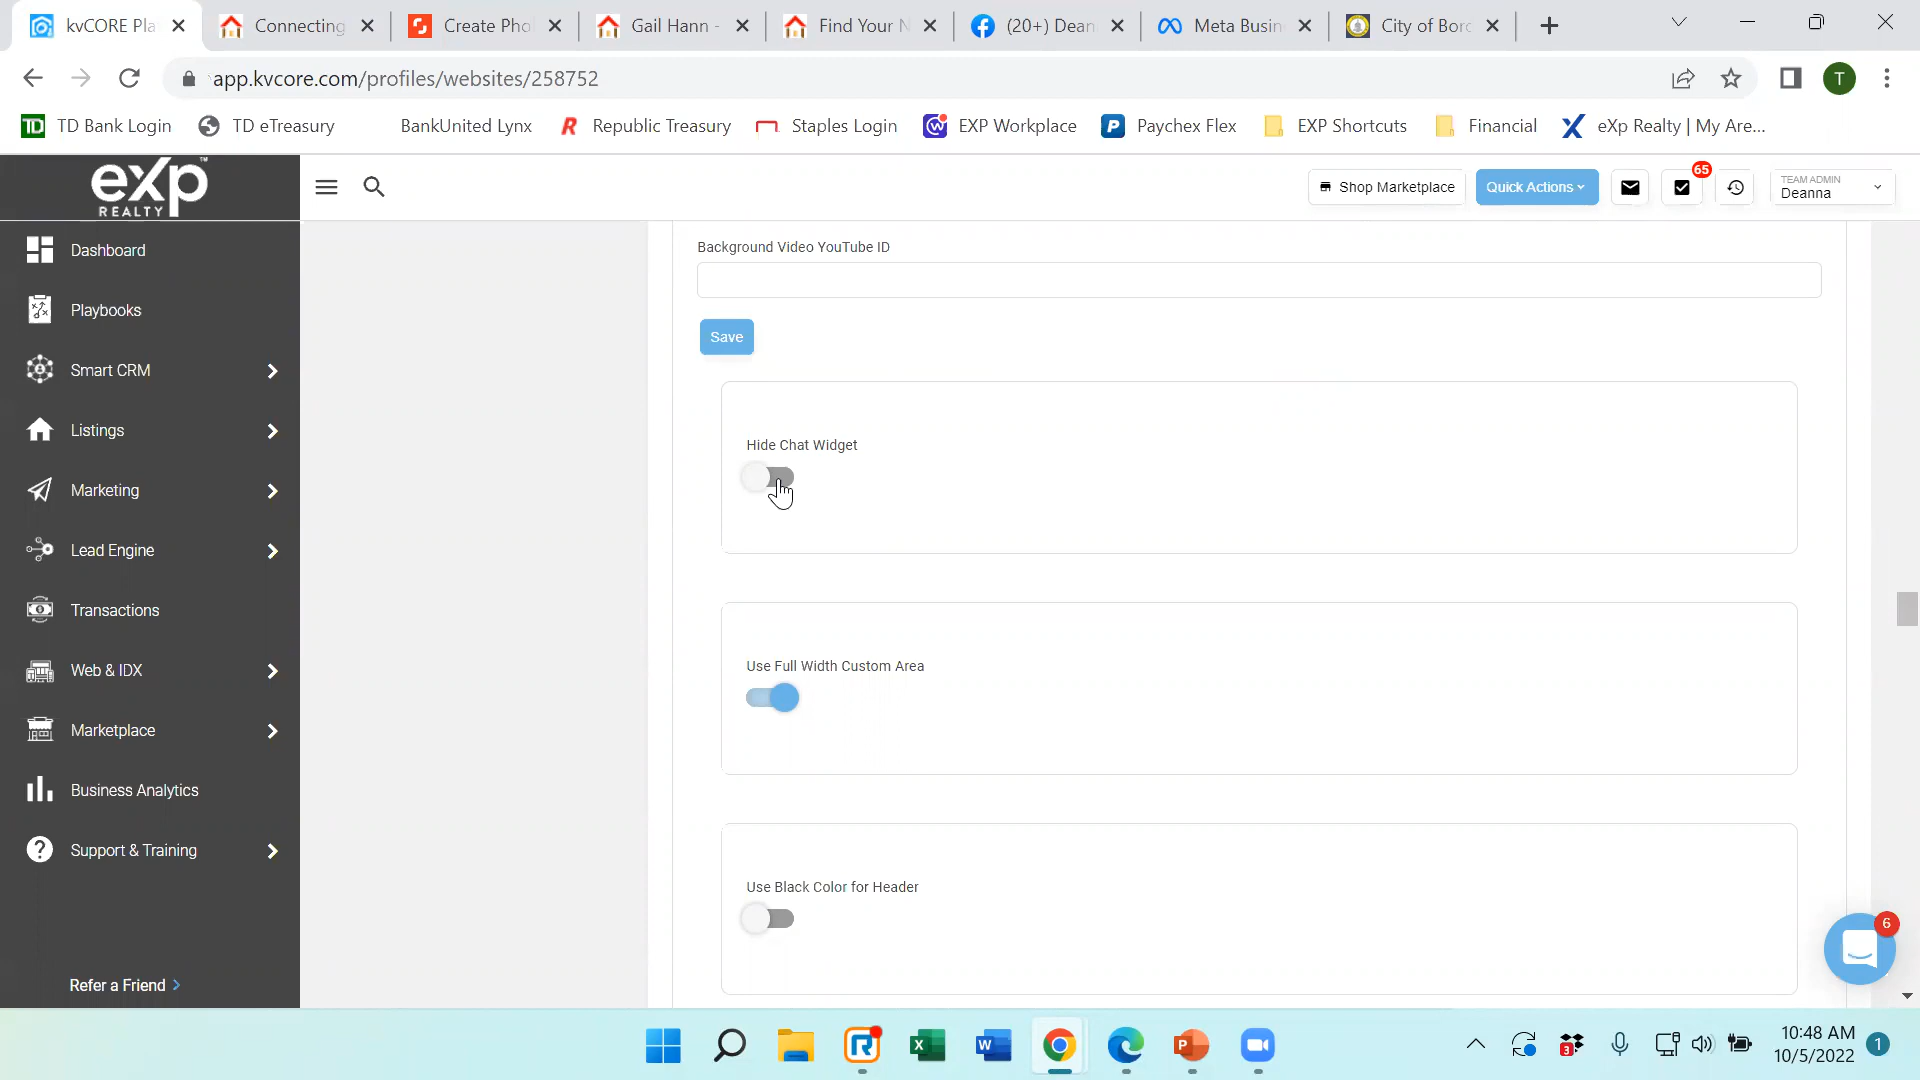 kvCORE Pla
Connecting
Create Pho
Gail Hann -
Find Your N
(20+) Dean
Meta Busin
City of Bord
app.kvcore.com/profiles/websites/258752
T
TD Bank Login
TD eTreasury
BankUnited Lynx
Republic Treasury
Staples Login
EXP Workplace
Paychex Flex
EXP Shortcuts
Financial
eXp Realty | My Are...
eXp
REALTY
Shop Marketplace
Quick Actions
65
TEAM ADMIN
Deanna
Dashboard
Playbooks
Smart CRM
Listings
Marketing
Lead Engine
Transactions
Web & IDX
Marketplace
Business Analytics
Support & Training
Refer a Friend
Background Video YouTube ID
Save
Hide Chat Widget
Use Full Width Custom Area
Use Black Color for Header
6
3
10:48 AM
10/5/2022
1